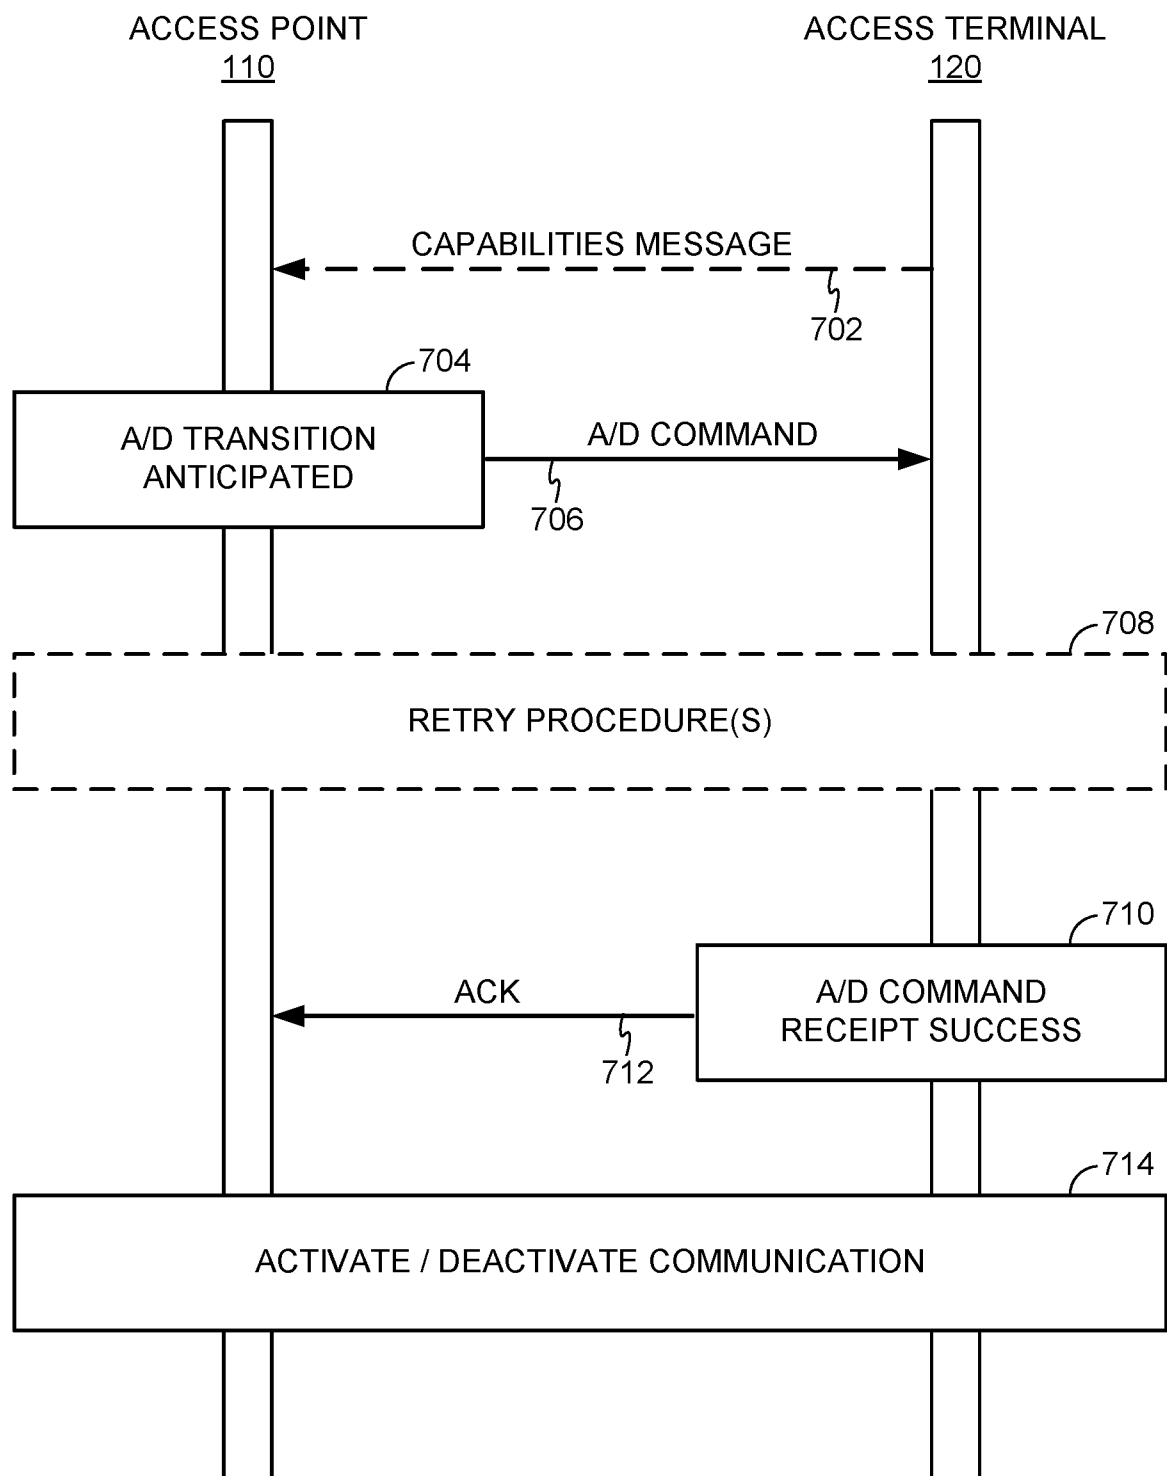 ACCESS POINT
110
ACCESS TERMINAL
120
CAPABILITIES MESSAGE
702
704
A/D TRANSITION
ANTICIPATED
A/D COMMAND
706
708
RETRY PROCEDURE(S)
710
A/D COMMAND
RECEIPT SUCCESS
ACK
712
714
ACTIVATE / DEACTIVATE COMMUNICATION